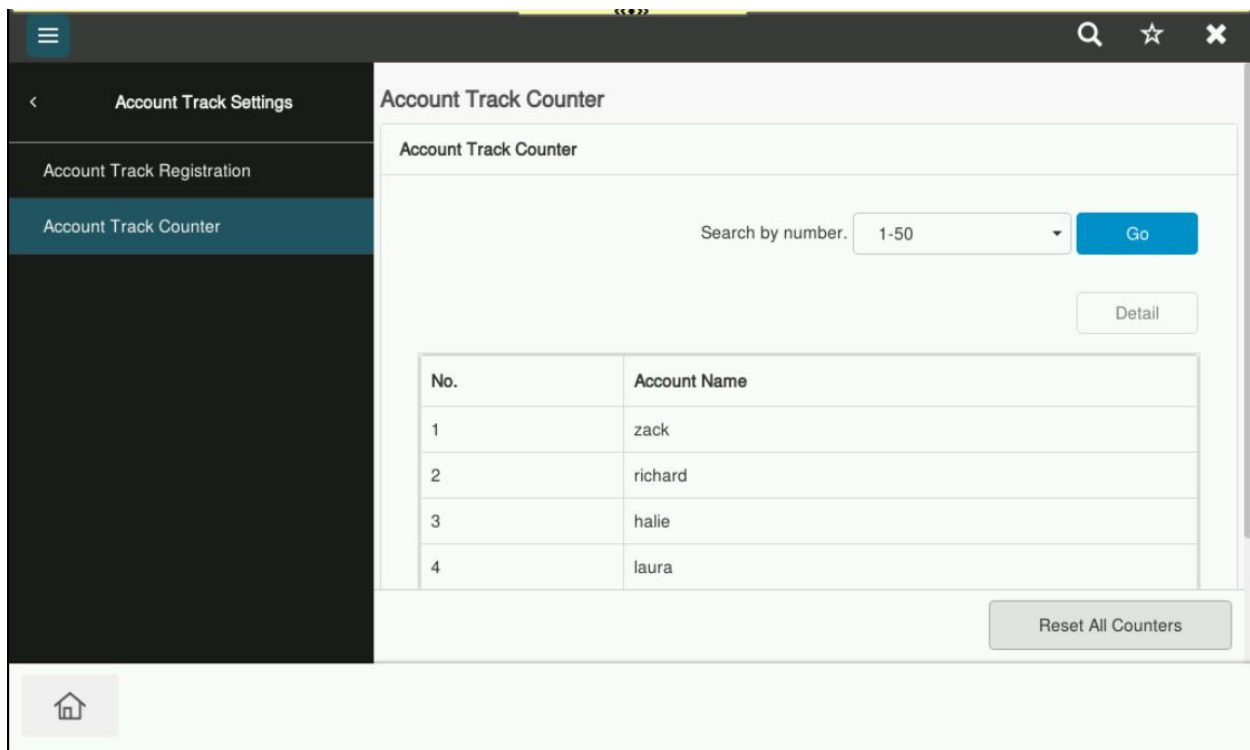 Account Track Settings
Account Track Registration
Account Track Counter
Account Track Counter
Account Track Counter
Search by number. 1-50 Go
Detail
No. Account Name
1 zack
2 richard
3 halie
4 laura
Reset All Counters